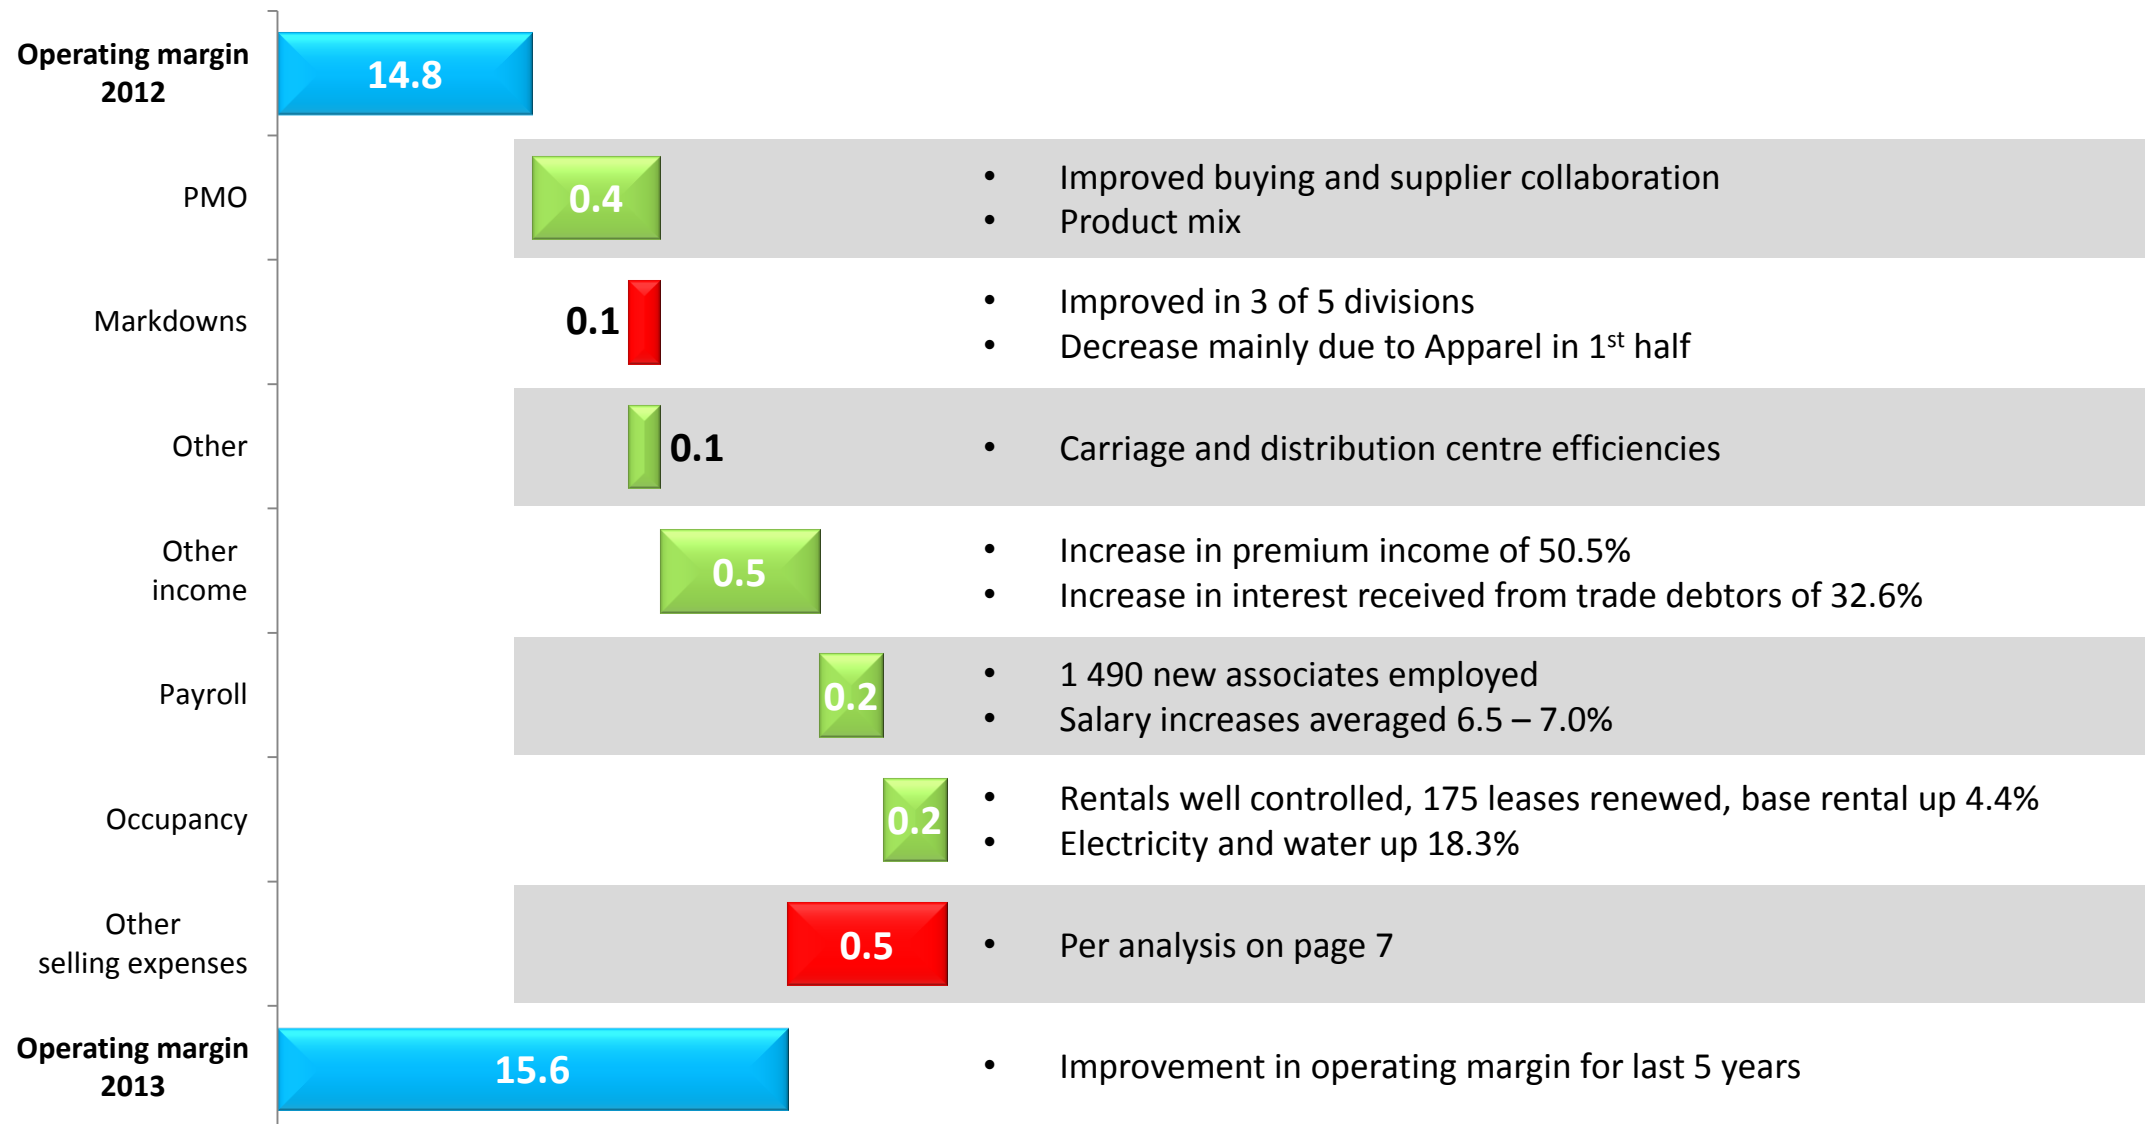 Operating margin
2012
14.8
PMO
0.4
• Improved buying and supplier collaboration
• Product mix
Markdowns
0.1
• Improved in 3 of 5 divisions
• Decrease mainly due to Apparel in 1st half
Other
0.1
• Carriage and distribution centre efficiencies
Other
income
0.5
• Increase in premium income of 50.5%
• Increase in interest received from trade debtors of 32.6%
Payroll
0.2
• 1 490 new associates employed
• Salary increases averaged 6.5 – 7.0%
Occupancy
0.2
• Rentals well controlled, 175 leases renewed, base rental up 4.4%
• Electricity and water up 18.3%
Other
selling expenses
0.5
• Per analysis on page 7
Operating margin
2013
15.6
• Improvement in operating margin for last 5 years